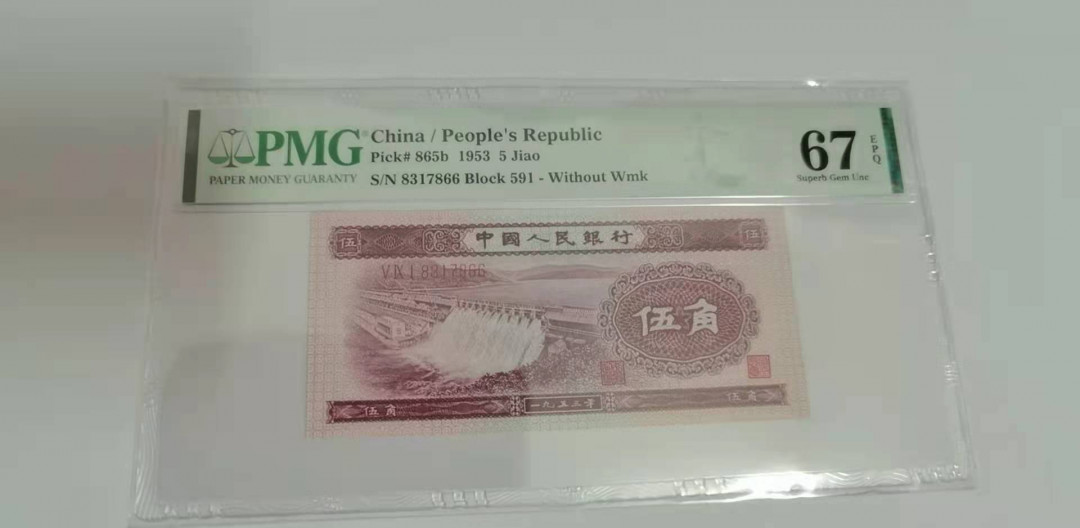 PMG
PAPER MONEY GUARANTY
China / People's Republic
Pick# 865b 1953 5 Jiao
S/N 8317866 Block 591 - Without Wmk
67
EPQ
Superb Gem Unc
中國人民銀行
伍
伍
8317866
伍角
伍角
一九五三年
伍角